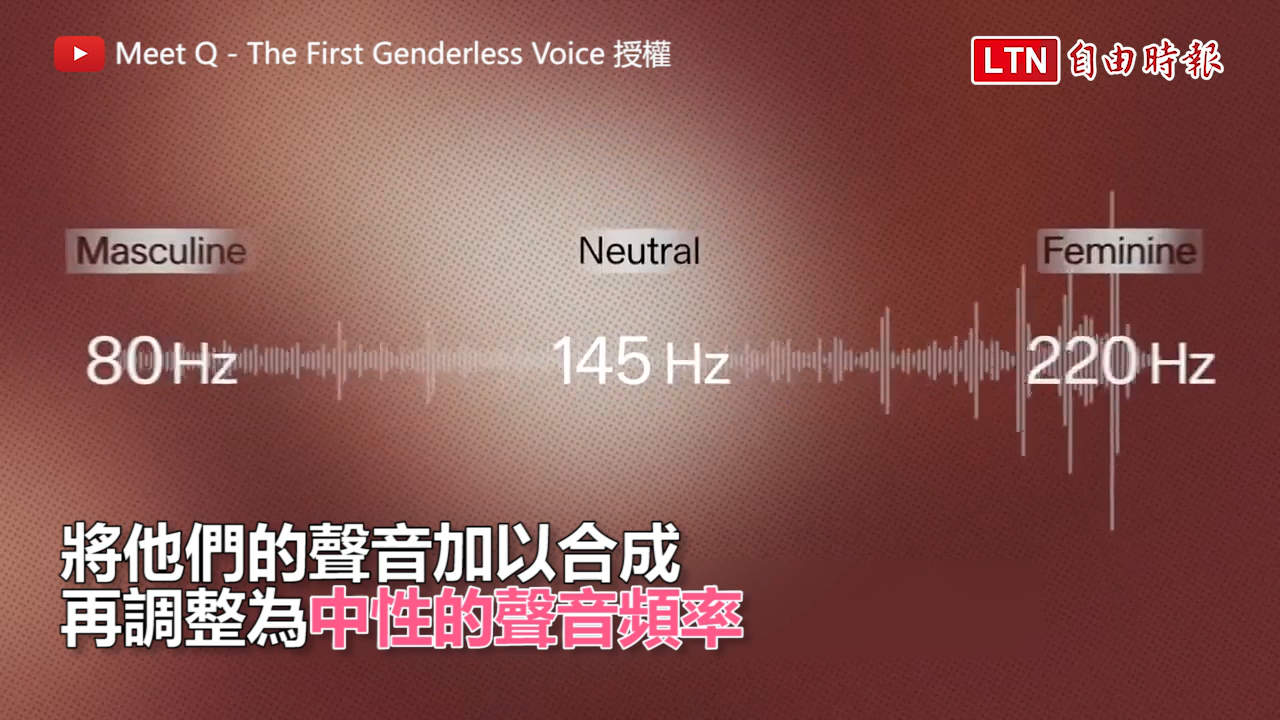 Meet Q - The First Genderless Voice 授權
LTN 自由時報
Masculine
Neutral
Feminine
80 Hz
145 Hz
220 Hz
將他們的聲音加以合成
再調整為中性的聲音頻率